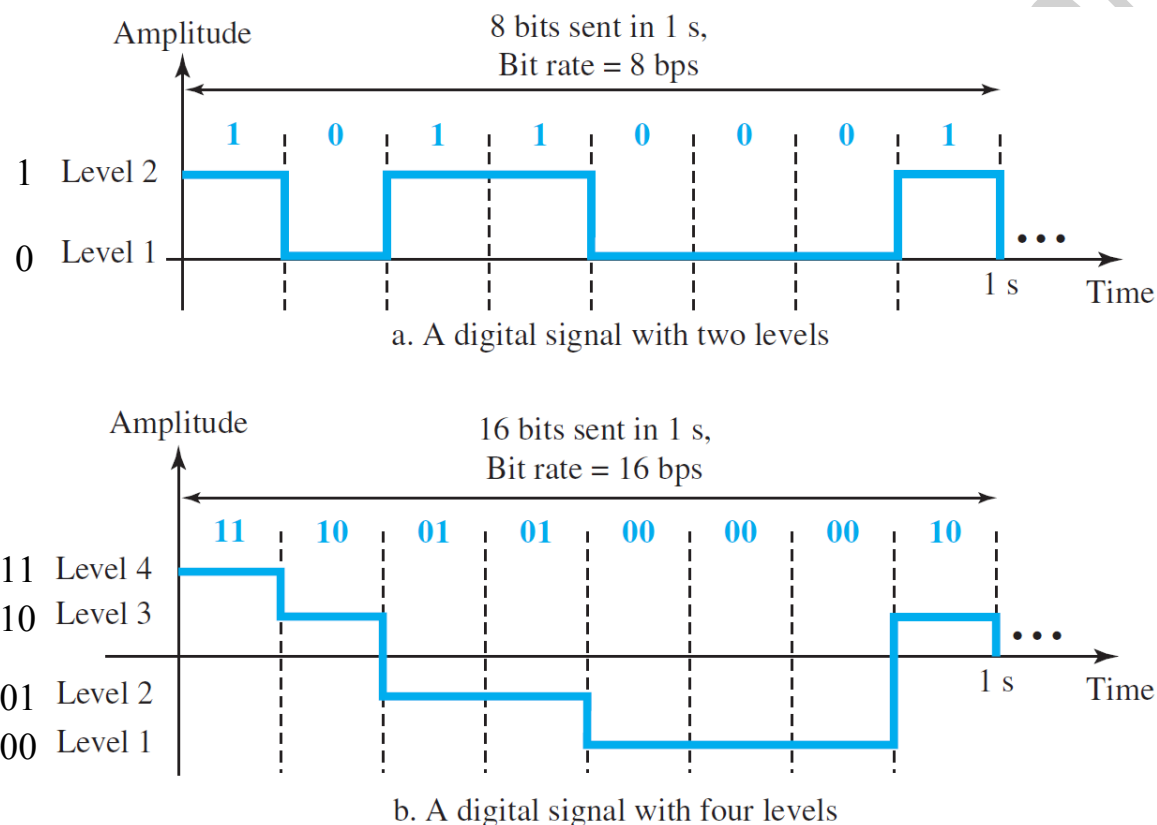 Amplitude
8 bits sent in 1 s,
Bit rate = 8 bps
1 0 1 1 0 0 0 1
1 Level 2
0 Level 1
...
1 s
Time
a. A digital signal with two levels
Amplitude
16 bits sent in 1 s,
Bit rate = 16 bps
11 10 01 01 00 00 00 10
11 Level 4
10 Level 3
...
01 Level 2
1 s
Time
00 Level 1
b. A digital signal with four levels